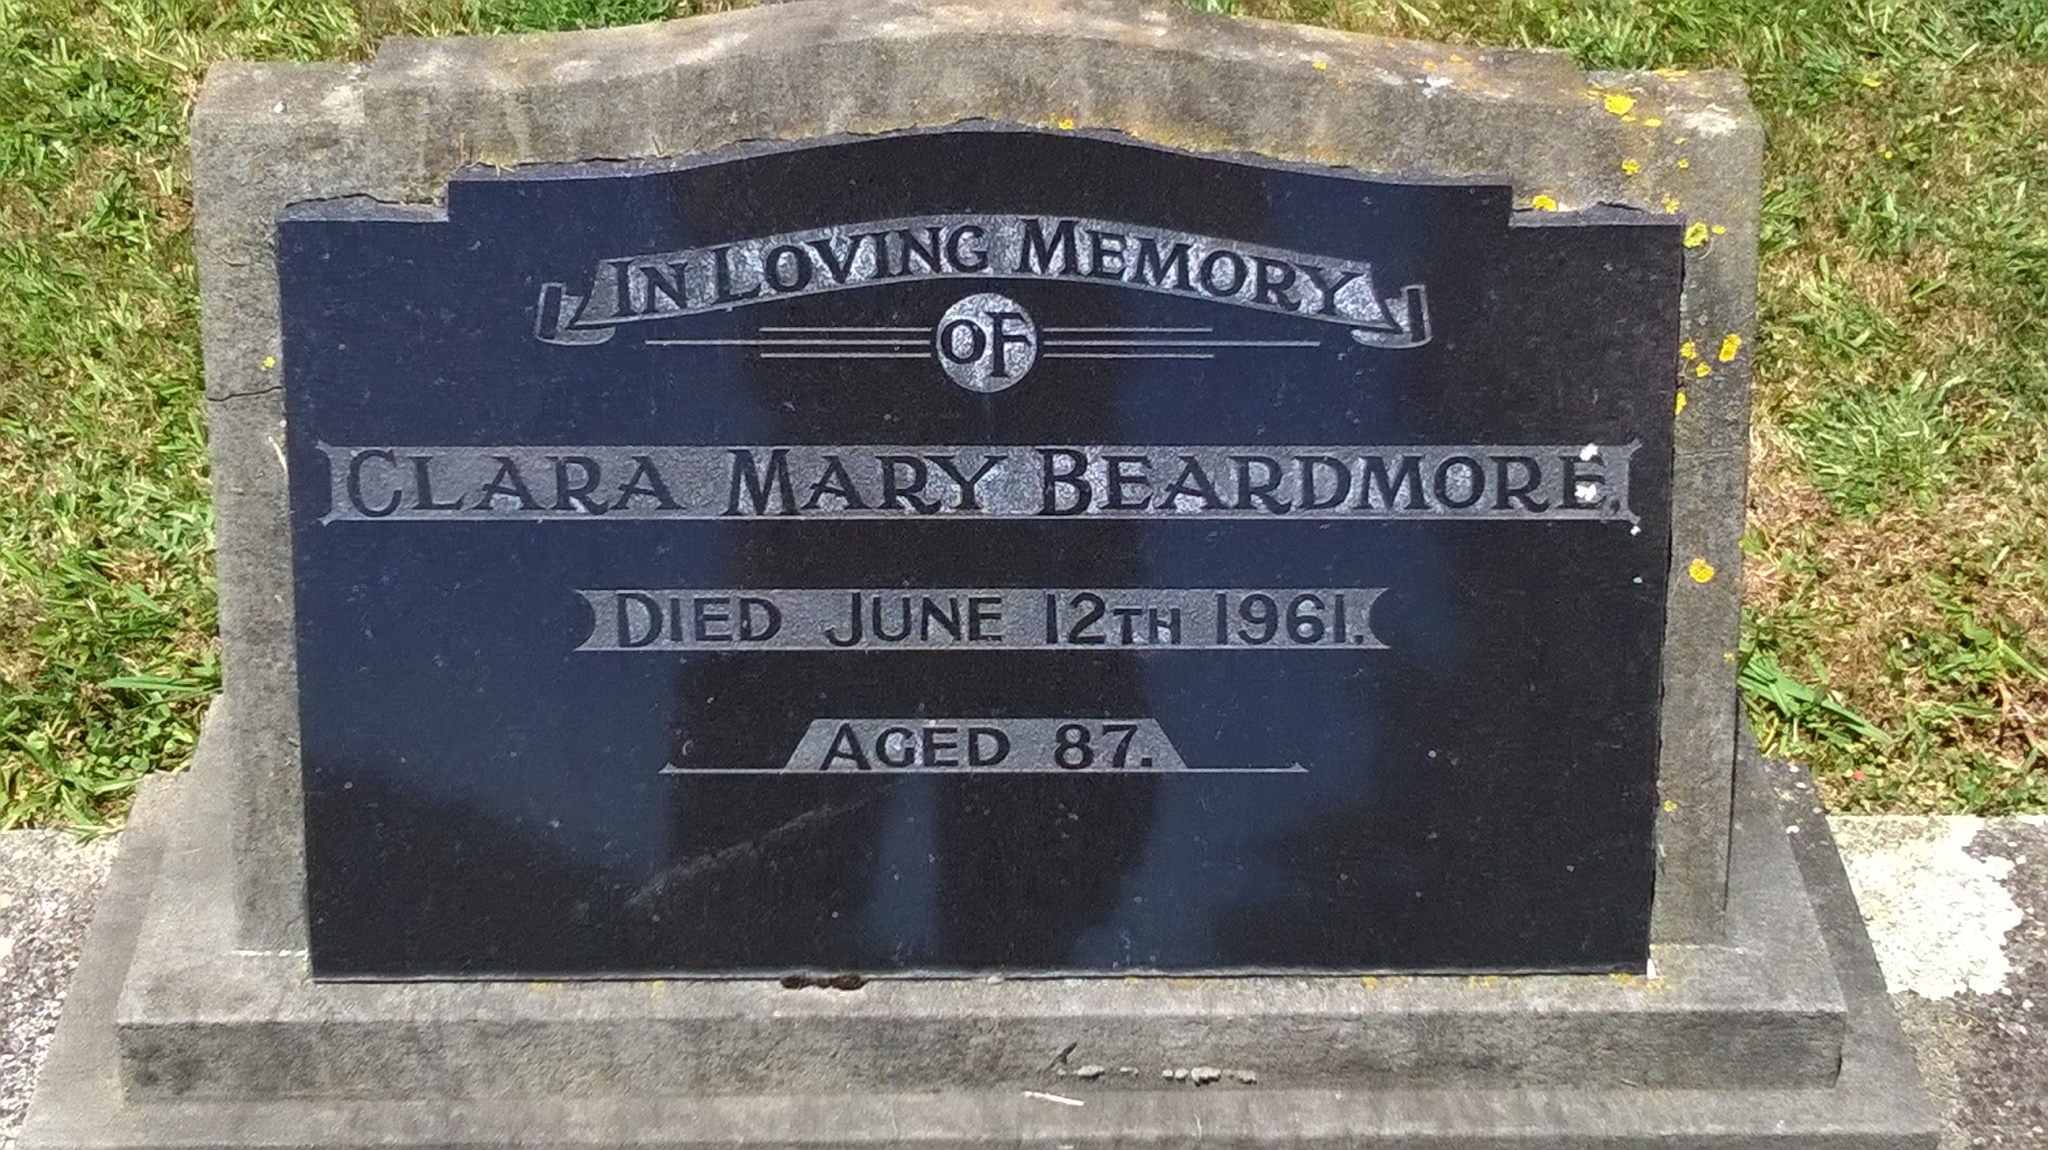 IN LOVING MEMORY
OF
CLARA MARY BEARDMORE.
DIED JUNE 12TH 1961.
AGED 87.